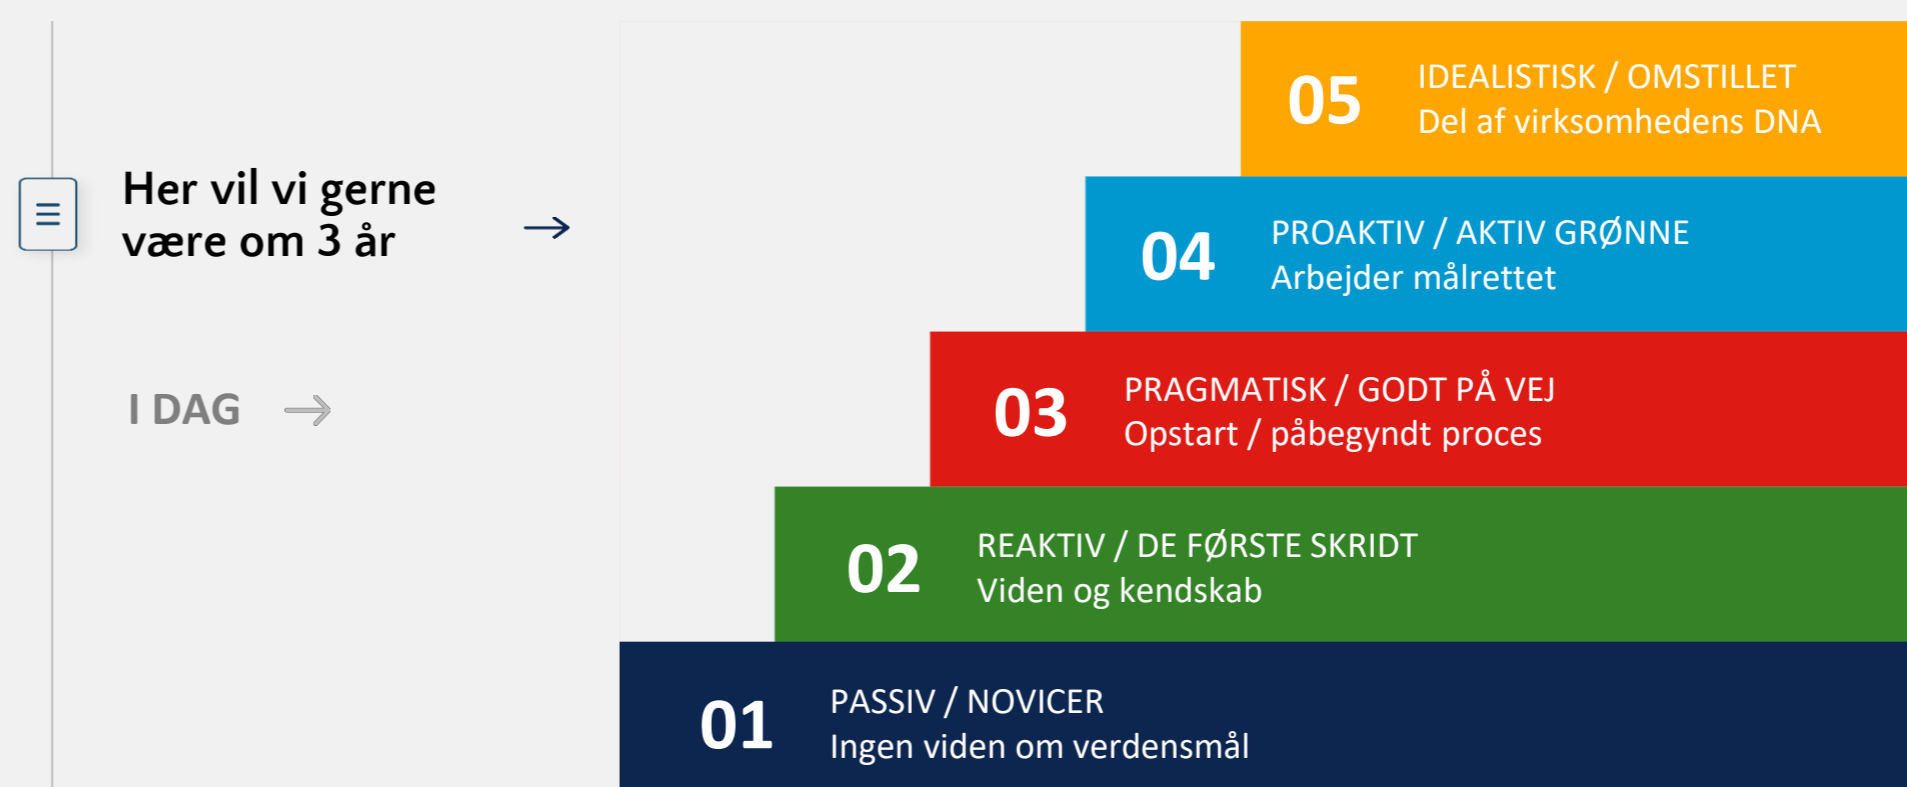 Her vil vi gerne
være om 3 år
I DAG
05
IDEALISTISK / OMSTILLET
Del af virksomhedens DNA
04
PROAKTIV / AKTIV GRØNNE
Arbejder målrettet
03
PRAGMATISK / GODT PÅ VEJ
Opstart / påbegyndt proces
02
REAKTIV / DE FØRSTE SKRIDT
Viden og kendskab
01
PASSIV / NOVICER
Ingen viden om verdensmål